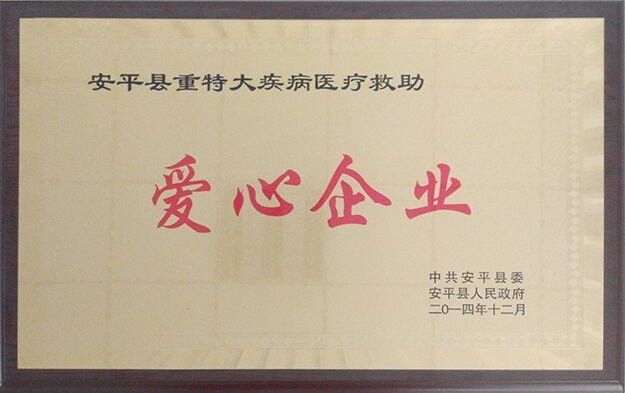 安平县重特大疾病医疗救助
爱心企业
中共安平县委
安平县人民政府
二〇一四年十二月